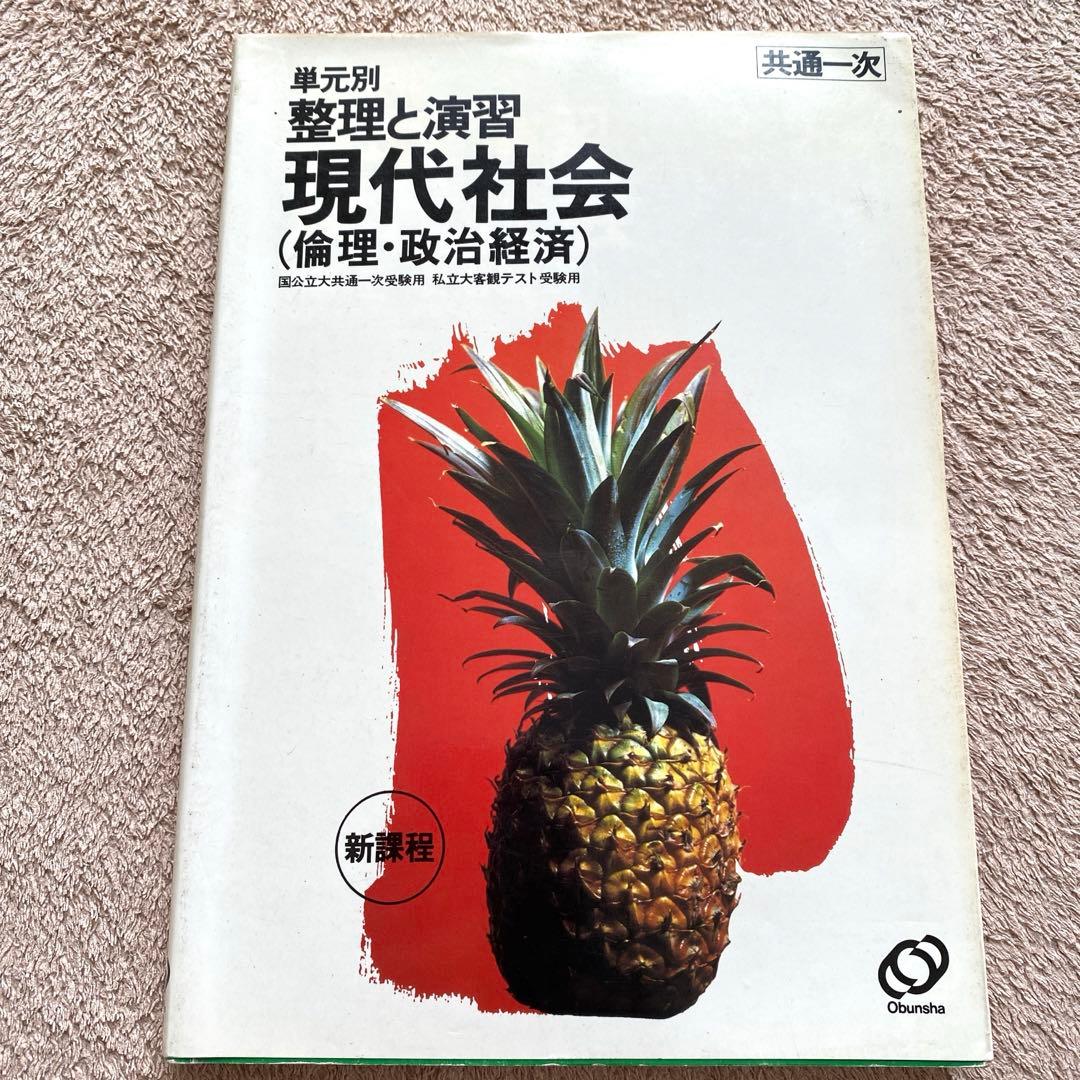 共通一次
単元別
整理と演習
現代社会
(倫理・政治経済)
国公立大共通一次受験用 私立大客観テスト受験用
新課程
Obunsha